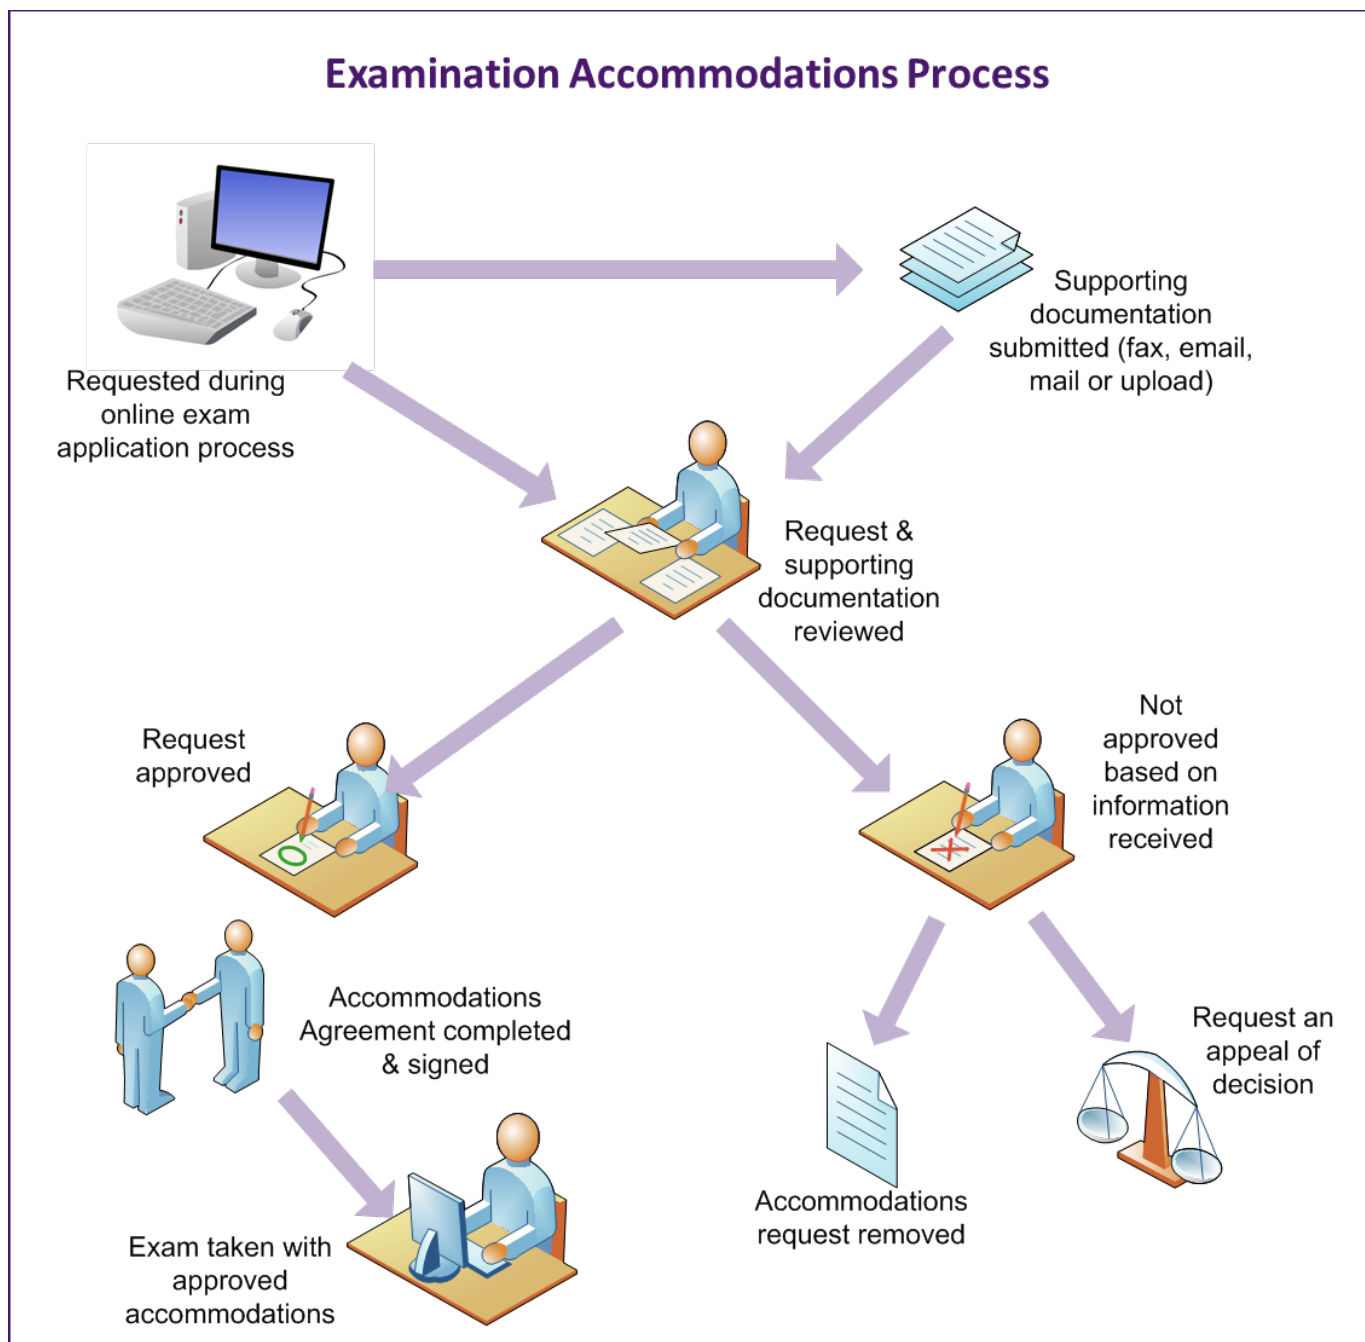 Examination Accommodations Process
Requested during
online exam
application process
Supporting
documentation
submitted (fax, email,
mail or upload)
Request &
supporting
documentation
reviewed
Request
approved
Not
approved
based on
information
received
Accommodations
Agreement completed
& signed
Request an
appeal of
decision
Accommodations
request removed
Exam taken with
approved
accommodations